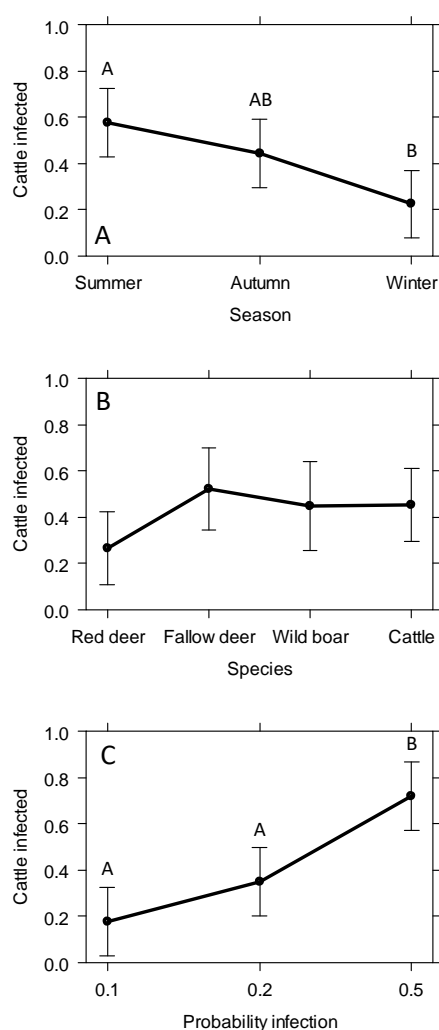 1.0
A
0.8
AB
0.6
B
0.4
0.2
A
0.0
Cattle infected
Summer Autumn Winter
Season
1.0
B
0.8
0.6
0.4
0.2
0.0
Cattle infected
Red deer Fallow deer Wild boar Cattle
Species
1.0
C
B
0.8
0.6
A
0.4
A
0.2
0.0
Cattle infected
0.1 0.2 0.5
Probability infection